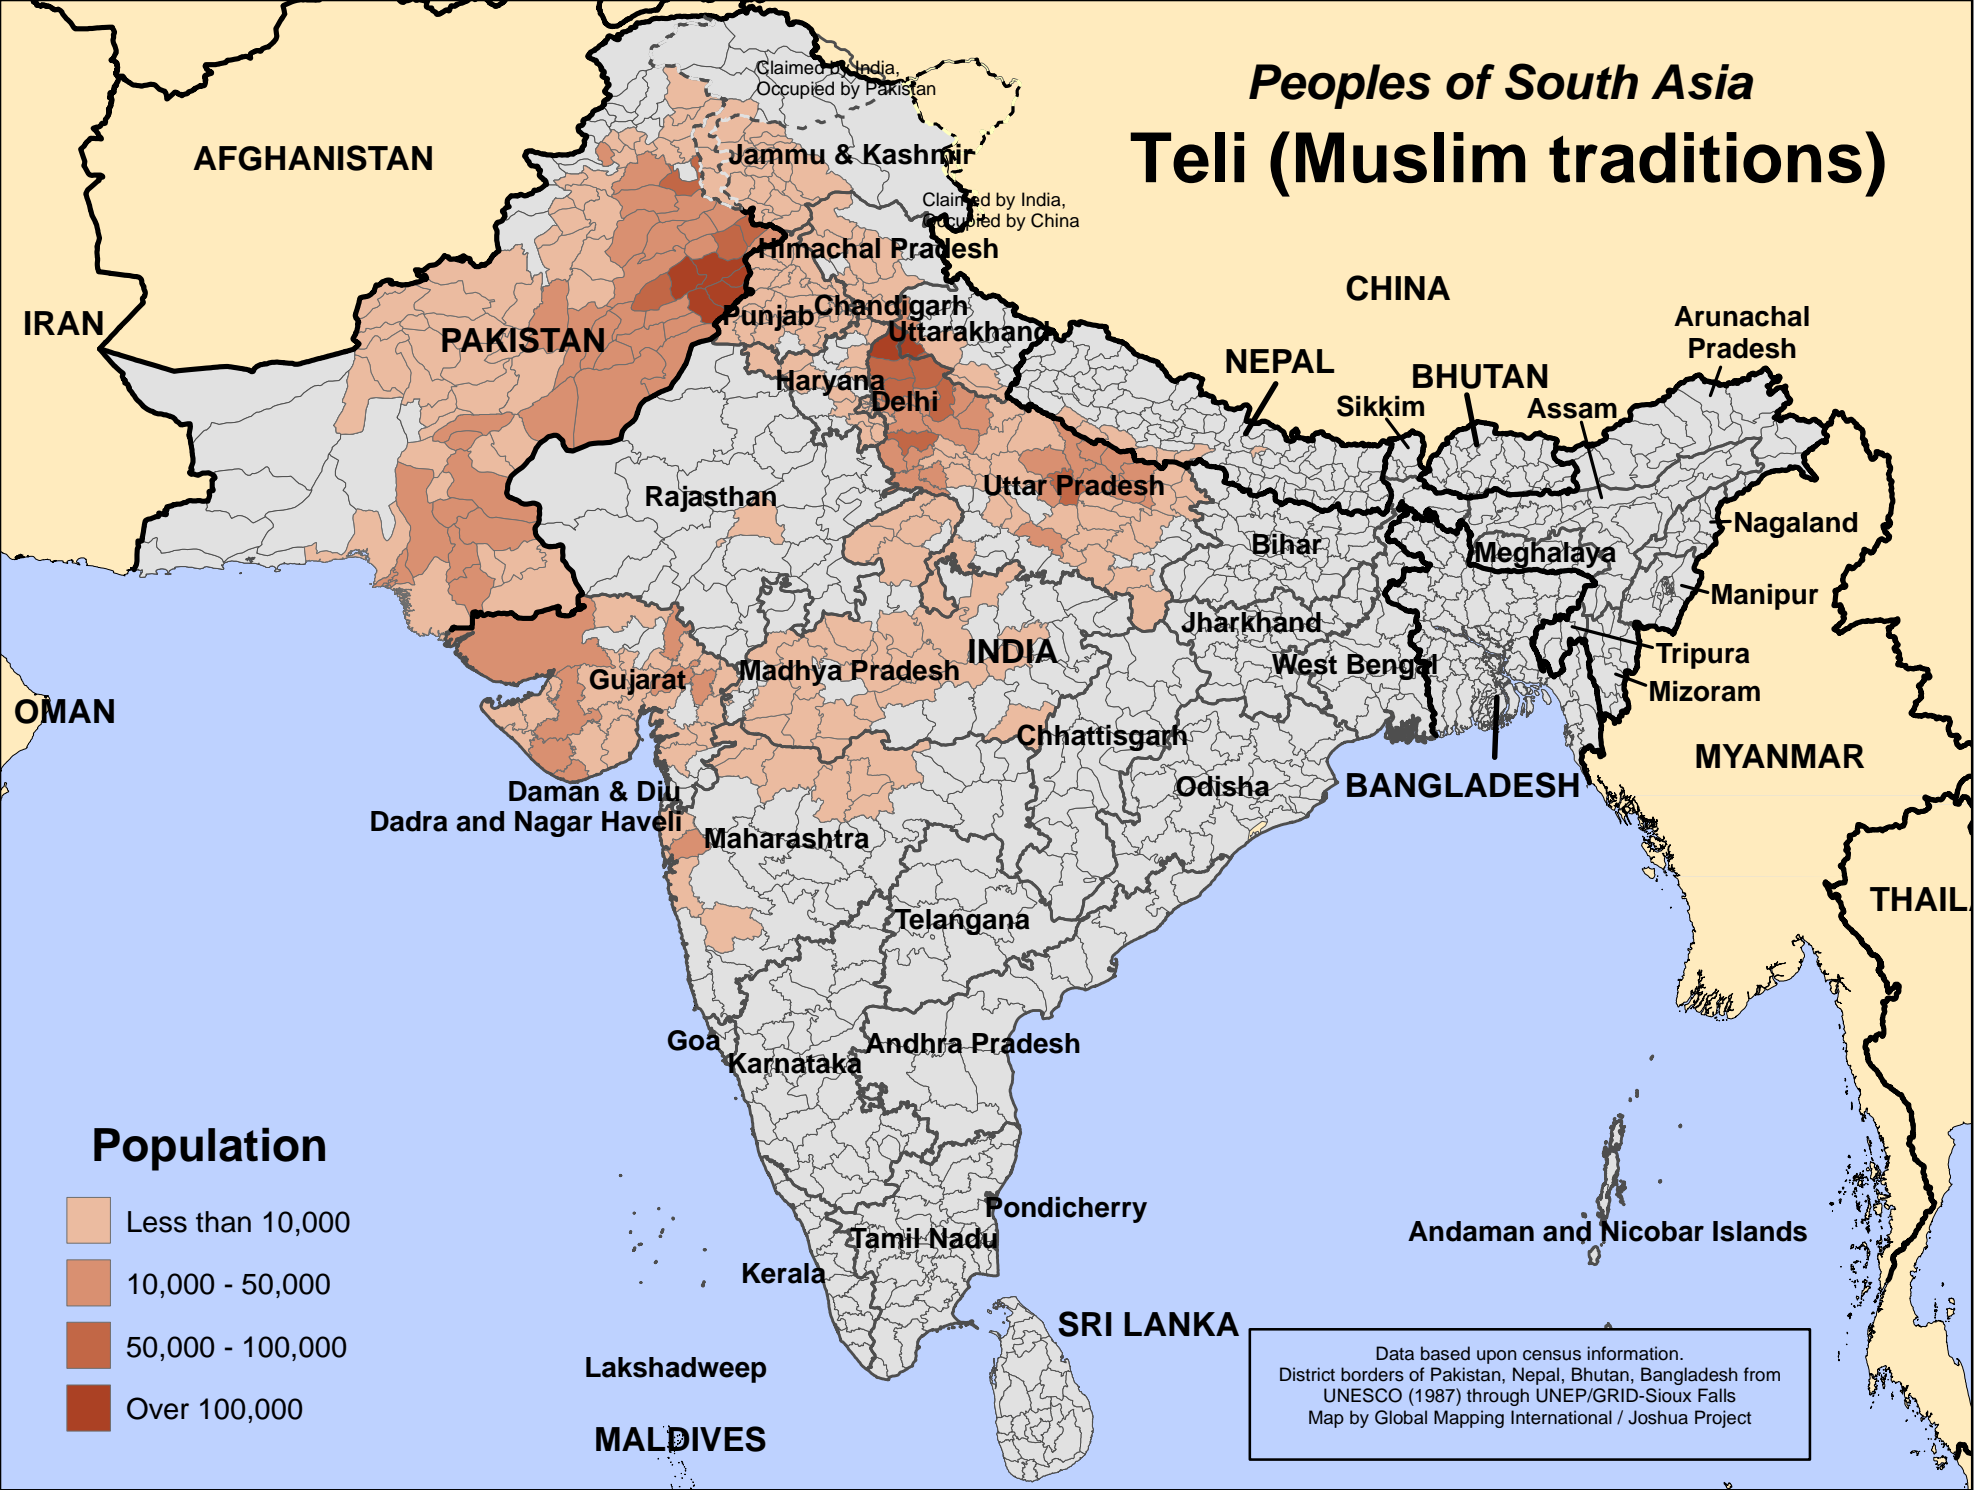 Peoples of South Asia
Teli (Muslim traditions)
Claimed by India,
Occupied by Pakistan
AFGHANISTAN
Jammu & Kashmir
Claimed by India,
Occupied by China
Himachal Pradesh
CHINA
IRAN
PAKISTAN
Punjab
Chandigarh
Uttarakhand
Arunachal
Pradesh
NEPAL
BHUTAN
Haryana
Delhi
Sikkim
Assam
Rajasthan
Uttar Pradesh
Nagaland
Bihar
Meghalaya
Manipur
Jharkhand
INDIA
Tripura
Madhya Pradesh
West Bengal
Gujarat
Mizoram
OMAN
Chhattisgarh
MYANMAR
Odisha
BANGLADESH
Daman & Diu
Dadra and Nagar Haveli
Maharashtra
THAIL
Telangana
Goa
Andhra Pradesh
Karnataka
Pondicherry
Tamil Nadu
Andaman and Nicobar Islands
Kerala
SRI LANKA
Lakshadweep
MALDIVES
Population
Less than 10,000
10,000 - 50,000
50,000 - 100,000
Over 100,000
Data based upon census information.
District borders of Pakistan, Nepal, Bhutan, Bangladesh from
UNESCO (1987) through UNEP/GRID-Sioux Falls
Map by Global Mapping International / Joshua Project